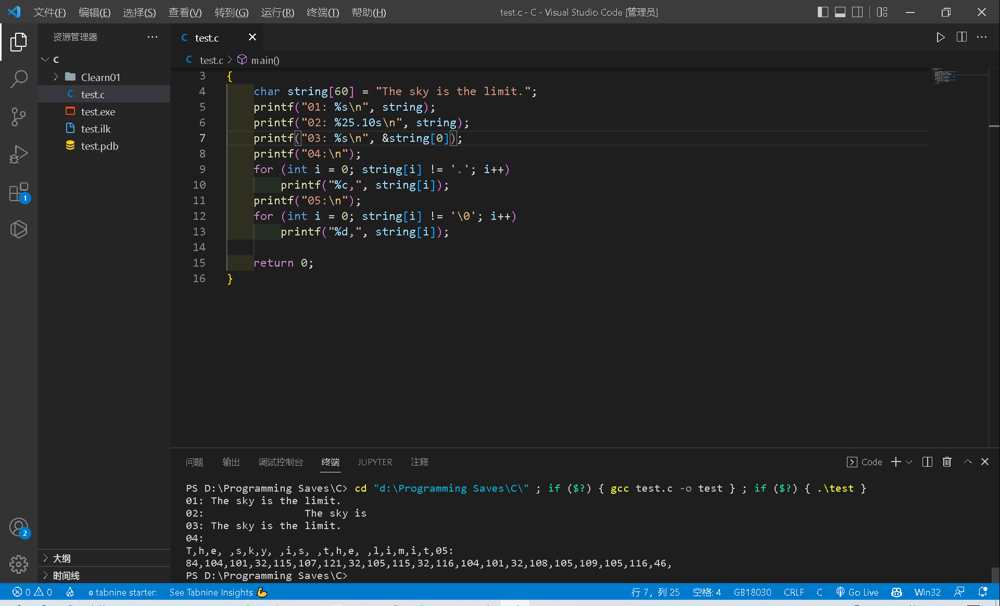 文件(F) 编辑(E) 选择(S) 查看(V) 转到(G) 运行(R) 终端(T) 帮助(H) test.c - C - Visual Studio Code [管理员]
资源管理器
C
Clearn01
C test.c
test.exe
test.ilk
test.pdb
大纲
时间线
C test.c
C test.c > main()
3 {
4 char string[60] = "The sky is the limit.";
5 printf("01: %s\n", string);
6 printf("02: %25.10s\n", string);
7 printf("03: %s\n", &string[0]);
8 printf("04:\n");
9 for (int i = 0; string[i] != '.'; i++)
10 printf("%c,", string[i]);
11 printf("05:\n");
12 for (int i = 0; string[i] != '\0'; i++)
13 printf("%d,", string[i]);
14
15 return 0;
16 }
问题 输出 调试控制台 终端 JUPYTER 注释 Code
PS D:\Programming Saves\C> cd "d:\Programming Saves\C\" ; if ($?) { gcc test.c -o test } ; if ($?) { .\test }
01: The sky is the limit.
02:                The sky is
03: The sky is the limit.
04:
T,h,e, ,s,k,y, ,i,s, ,t,h,e, ,l,i,m,i,t,05:
84,104,101,32,115,107,121,32,105,115,32,116,104,101,32,108,105,109,105,116,46,
PS D:\Programming Saves\C>
1
2
0 0 tabnine starter: See Tabnine Insights 行 7，列 25 空格: 4 GB18030 CRLF C Go Live Win32